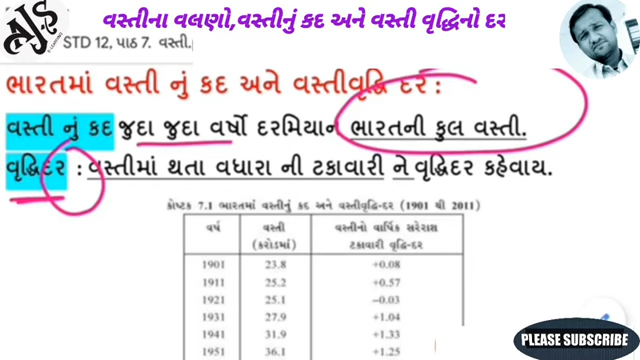 વસ્તીના વલણો,વસ્તીનું કદ અને વસ્તી વૃદ્ધિનો દર
AJS
STD 12, પાઠ 7. વસ્તી.
ભારતમાં વસ્તી નું કદ અને વસ્તીવૃદ્ધિ દર :
વસ્તી નું કદ જુદા જુદા વર્ષો દરમિયાન ભારતની કુલ વસ્તી.
વૃદ્ધિદર : વસ્તીમાં થતા વધારા ની ટકાવારી ને વૃદ્ધિદર કહેવાય.
કોષ્ટક 7.1 ભારતમાં વસ્તીનું કદ અને વસ્તીવૃદ્ધિ-દર (1901 થી 2011)
વર્ષ વસ્તી વસ્તીનો વાર્ષિક સરેરાશ
(કરોડમાં) ટકાવારી વૃદ્ધિ-દર
1901 23.8 +0.08
1911 25.2 +0.57
1921 25.1 -0.03
1931 27.9 +1.04
1941 31.9 +1.33
1951 36.1 +1.25
PLEASE SUBSCRIBE